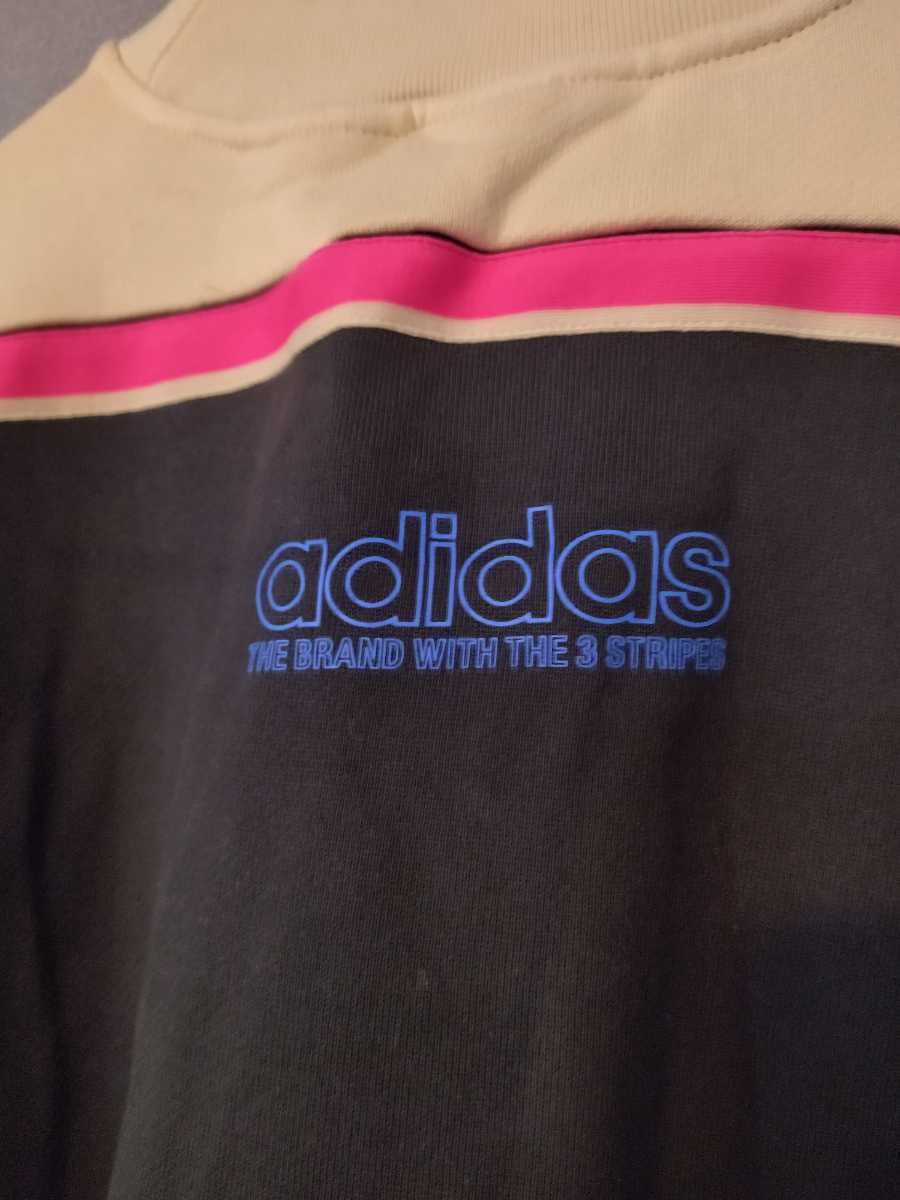 adidas
THE BRAND WITH THE 3 STRIPES